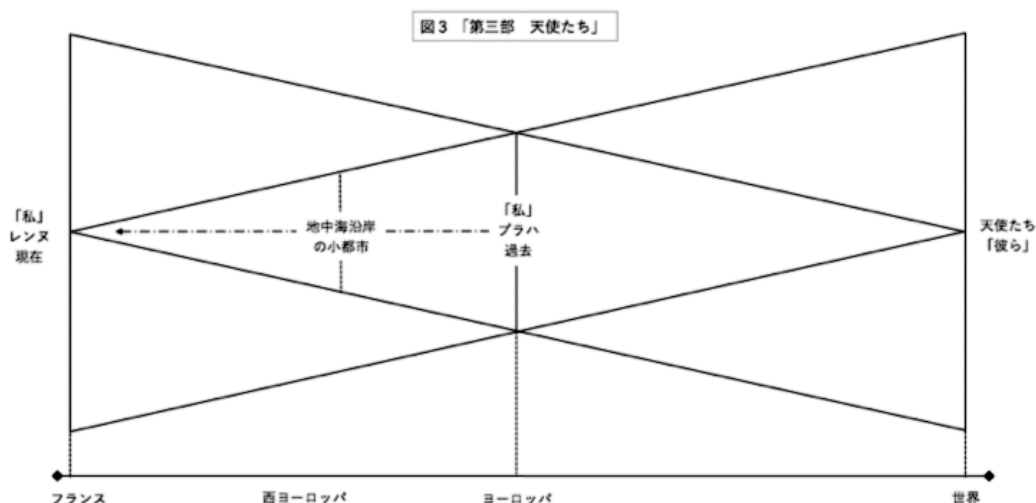 図3 「第三部 天使たち」
「私」
レンヌ
現在
地中海沿岸
の小都市
「私」
プラハ
過去
天使たち
「彼ら」
フランス
西ヨーロッパ
ヨーロッパ
世界